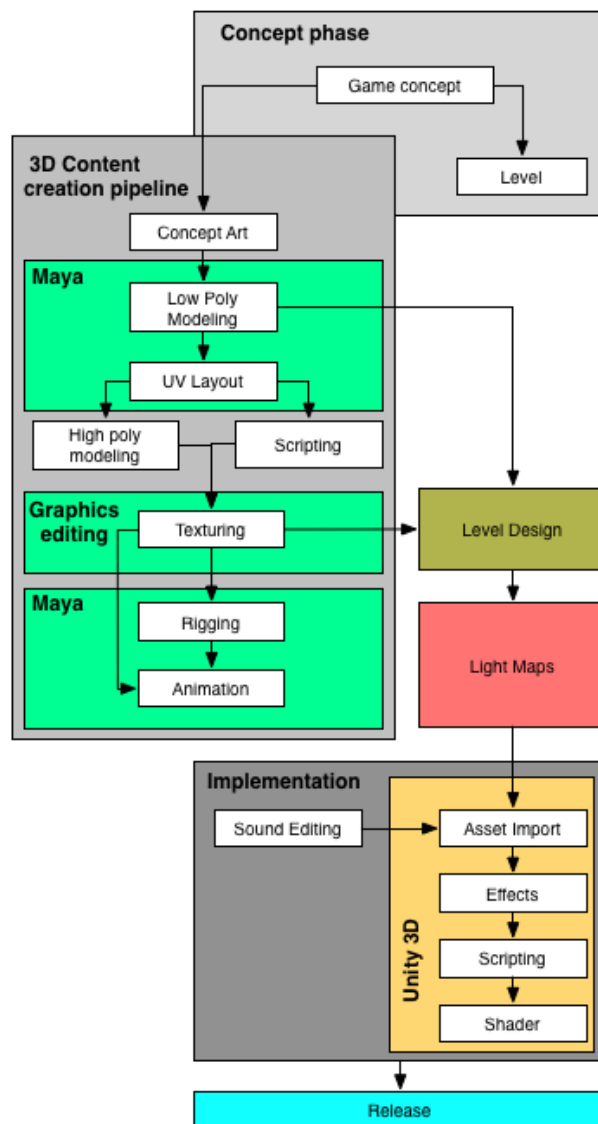 Concept phase
Game concept
Level
3D Content
creation pipeline
Concept Art
Maya
Low Poly
Modeling
UV Layout
High poly
modeling
Scripting
Graphics
editing
Texturing
Level Design
Maya
Rigging
Animation
Light Maps
Implementation
Sound Editing
Asset Import
Effects
Unity 3D
Scripting
Shader
Release